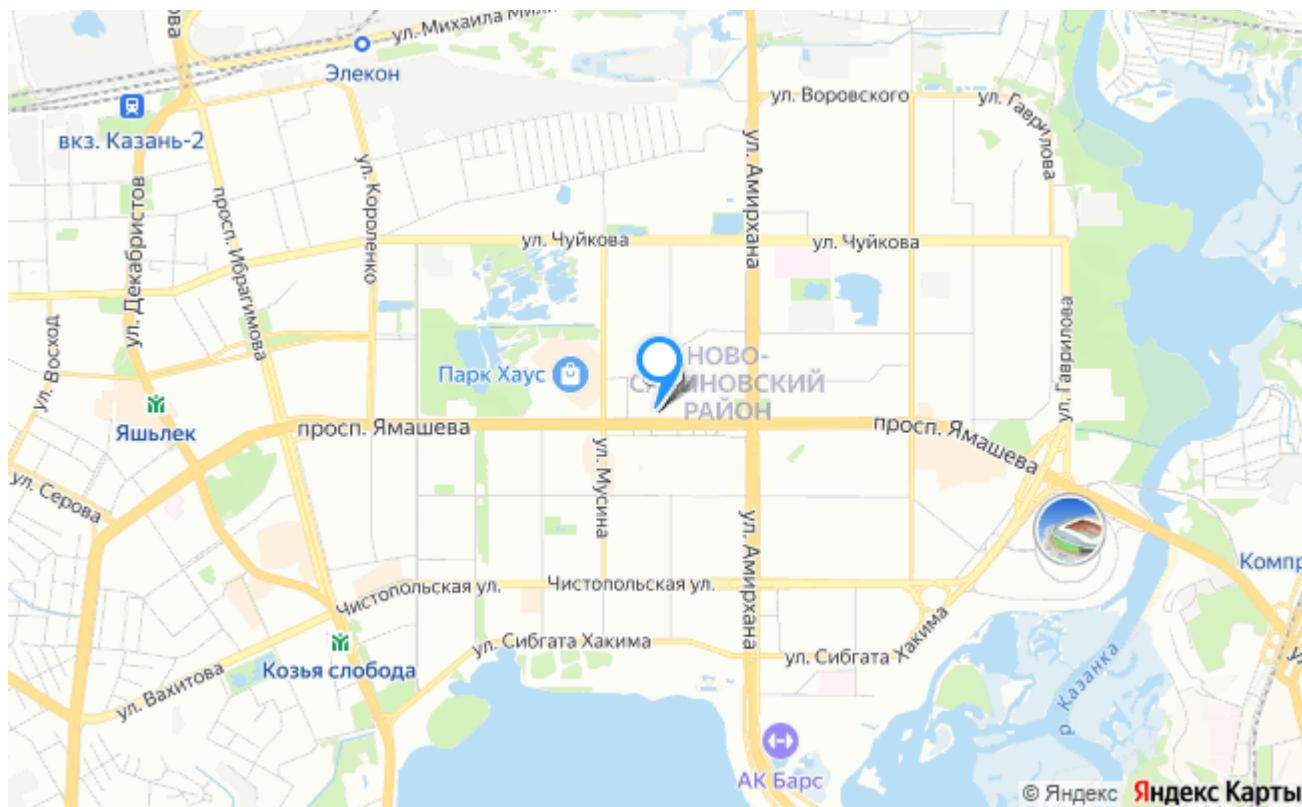 ова
ул. Михаила Мили
Элекон
вкз. Казань-2
ул. Воровского
ул. Гаврилова
ул. Декабристов
просп. Ибрагимова
ул. Короленко
ул. Амирхана
ул. Чуйкова
ул. Чуйкова
ул. Восход
Парк Хаус
НОВО-
РАЙОН
ул. Гаврилова
Яшьлек
просп. Ямашева
просп. Ямашева
ул. Серова
ул. Мусина
ул. Амирхана
Компр
Чистопольская ул.
Чистопольская ул.
ул. Сибгата Хакима
ул. Сибгата Хакима
Козья слобода
ул. Вахитова
р. Казанка
АК Барс
© Яндекс Яндекс Карты